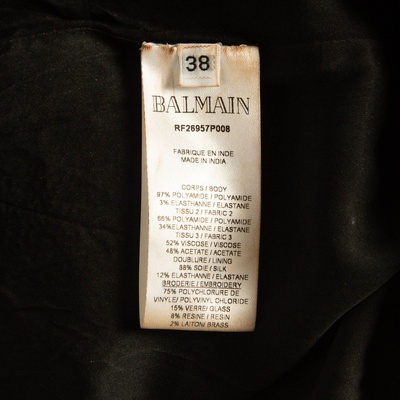 38
BALMAIN
RF26957P008
FABRIQUE EN INDE
MADE IN INDIA
CORPS / BODY
97% POLYAMIDE / POLYAMIDE
3% ELASTHANNE / ELASTANE
TISSU 2 / FABRIC 2
66% POLYAMIDE / POLYAMIDE
34%ELASTHANNE / ELASTANE
TISSU 3 / FABRIC 3
52% VISCOSE / VISCOSE
48% ACETATE / ACETATE
DOUBLURE / LINING
88% SOIE / SILK
12% ELASTHANNE / ELASTANE
BRODERIE / EMBROIDERY
75% POLYCHLORURE DE
VINYLE/ POLYVINYL CHLORIDE
15% VERRE/ GLASS
8% RESINE / RESIN
2% LAITON/ BRASS